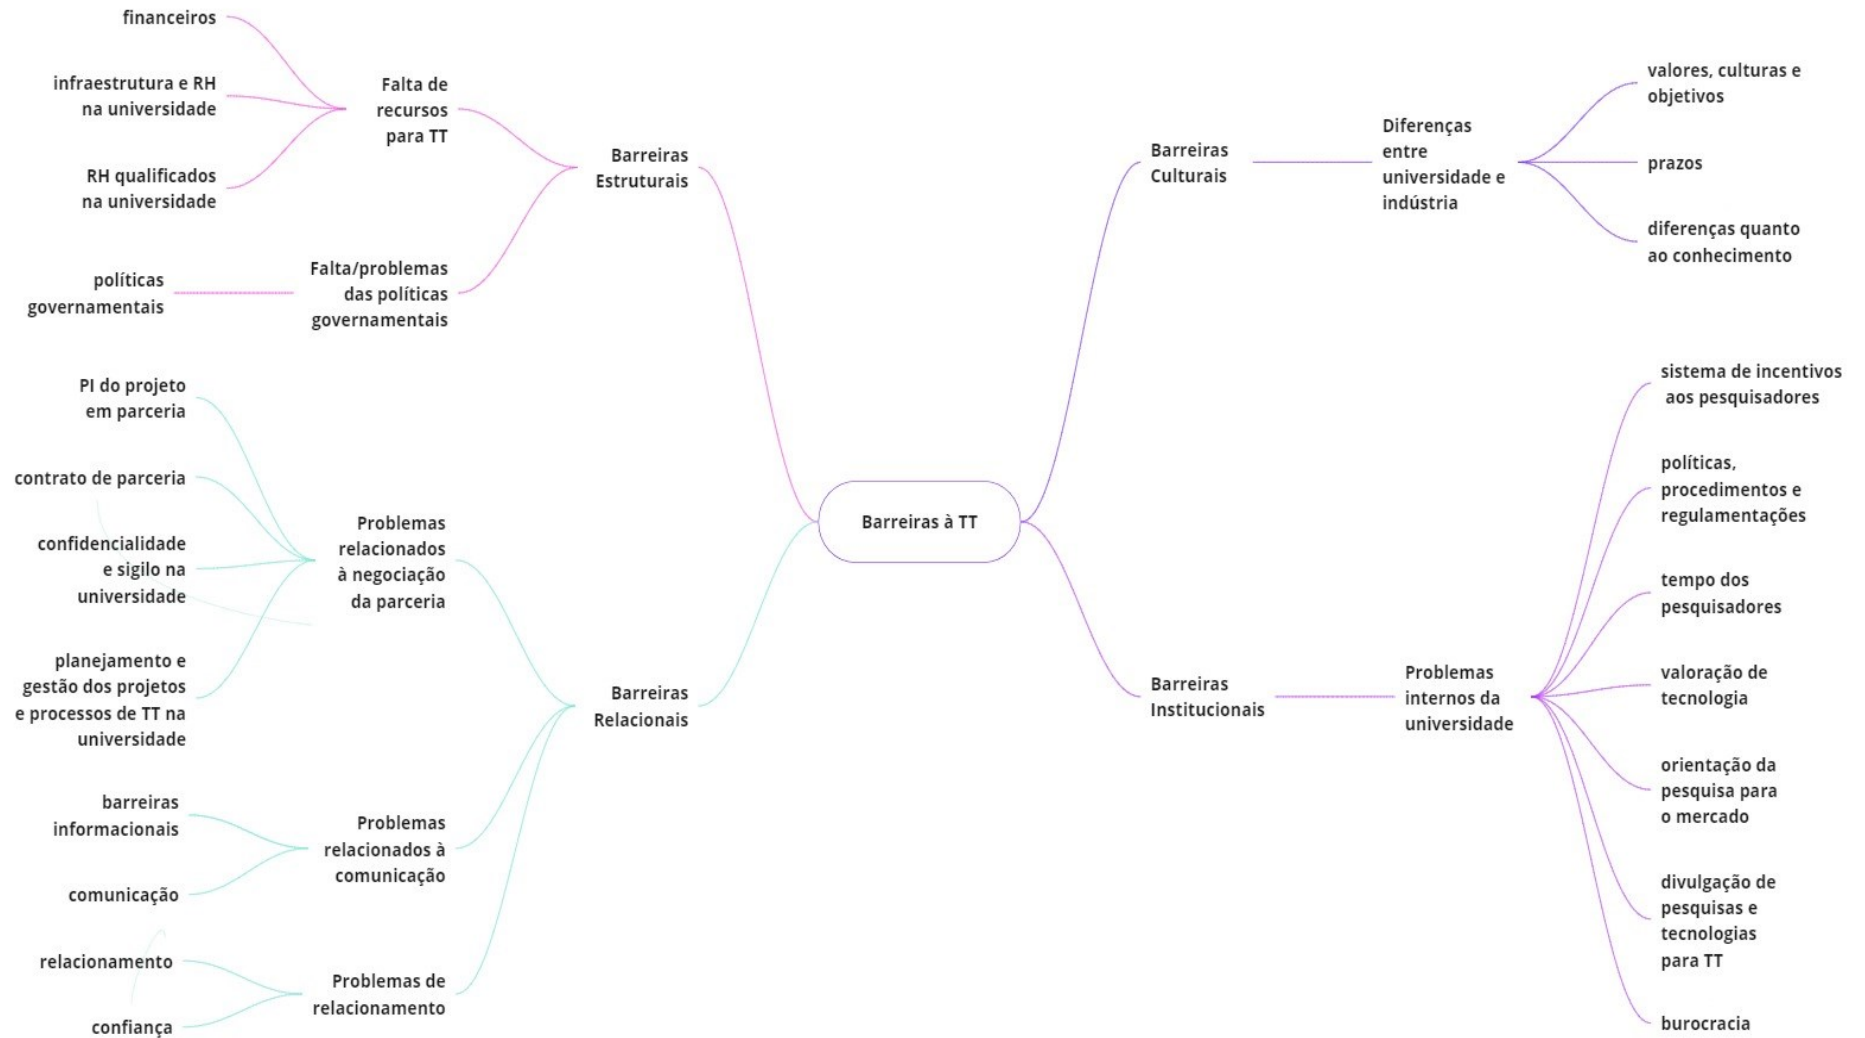 financeiros
infraestrutura e RH
na universidade
RH qualificados
na universidade
Falta de
recursos
para TT
políticas
governamentais
Falta/problemas
das políticas
governamentais
Barreiras
Estruturais
PI do projeto
em parceria
contrato de parceria
confidencialidade
e sigilo na
universidade
planejamento e
gestão dos projetos
e processos de TT na
universidade
Problemas
relacionados
à negociação
da parceria
barreiras
informacionais
comunicação
Problemas
relacionados à
comunicação
relacionamento
confiança
Problemas de
relacionamento
Barreiras
Relacionais
Barreiras à TT
Barreiras
Culturais
Diferenças
entre
universidade e
indústria
valores, culturas e
objetivos
prazos
diferenças quanto
ao conhecimento
Barreiras
Institucionais
Problemas
internos da
universidade
sistema de incentivos
aos pesquisadores
políticas,
procedimentos e
regulamentações
tempo dos
pesquisadores
valoração de
tecnologia
orientação da
pesquisa para
o mercado
divulgação de
pesquisas e
tecnologias
para TT
burocracia